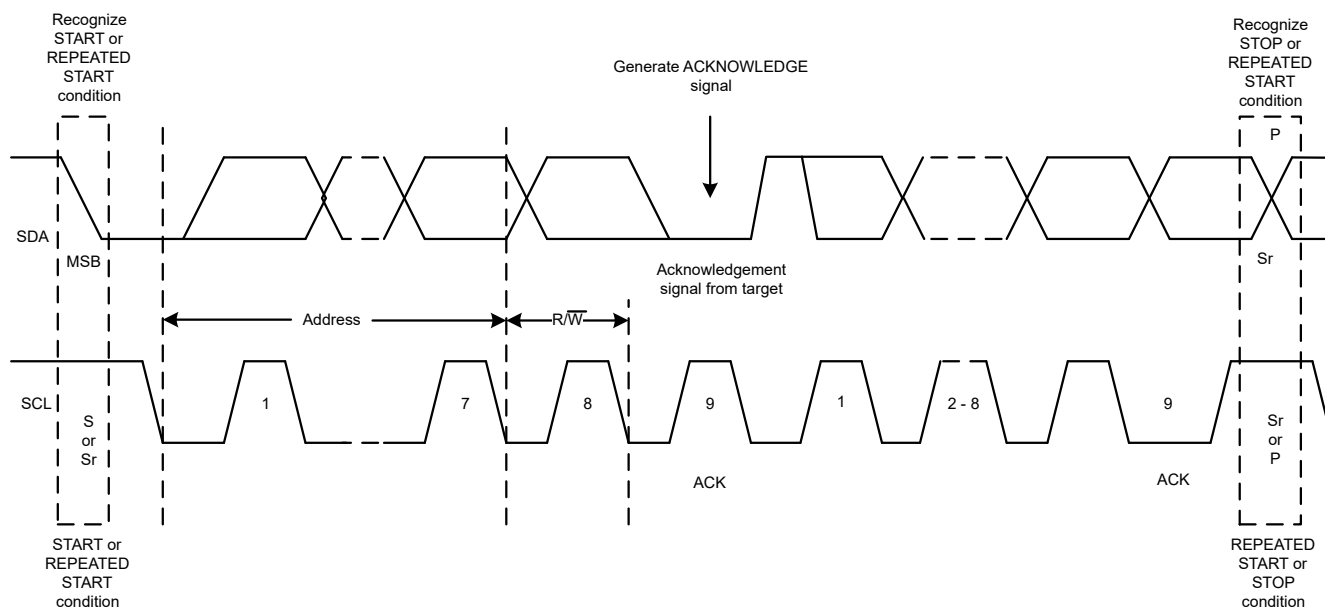 Recognize
START or
REPEATED
START
condition
Recognize
STOP or
REPEATED
START
condition
Generate ACKNOWLEDGE
signal
P
SDA
MSB
Sr
Acknowledgement
signal from target
Address
R/W̅
SCL
S
or
Sr
1
7
8
9
1
2 - 8
9
Sr
or
P
ACK
ACK
START or
REPEATED
START
condition
REPEATED
START or
STOP
condition